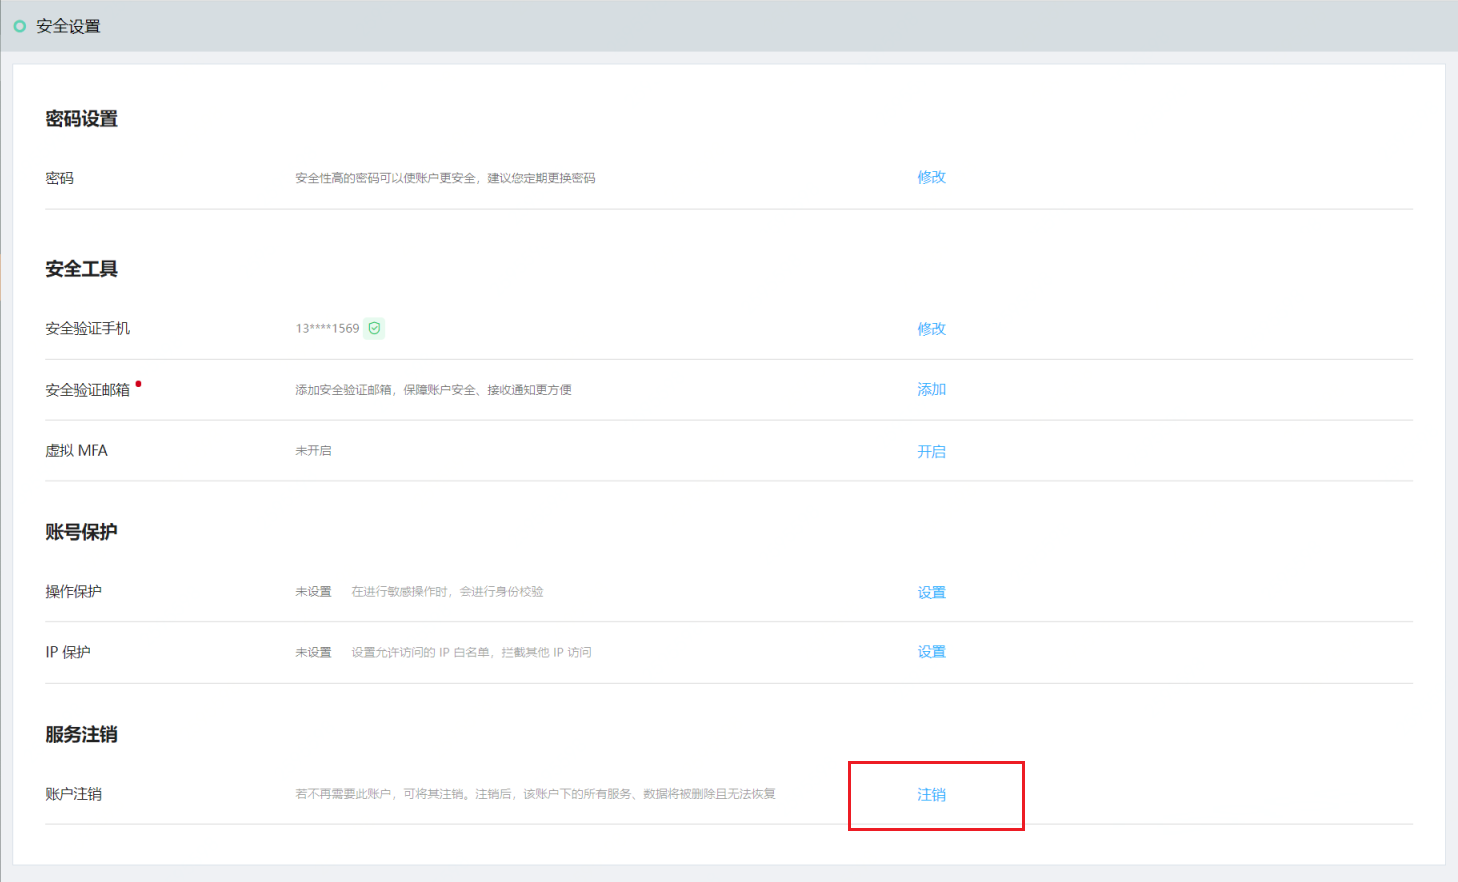 安全设置
密码设置
密码 安全性高的密码可以使账户更安全，建议您定期更换密码 修改
安全工具
安全验证手机 13****1569 修改
安全验证邮箱 添加安全验证邮箱，保障账户安全、接收通知更方便 添加
虚拟 MFA 未开启 开启
账号保护
操作保护 未设置 在进行敏感操作时，会进行身份校验 设置
IP 保护 未设置 设置允许访问的 IP 白名单，拦截其他 IP 访问 设置
服务注销
账户注销 若不再需要此账户，可将其注销。注销后，该账户下的所有服务、数据将被删除且无法恢复 注销